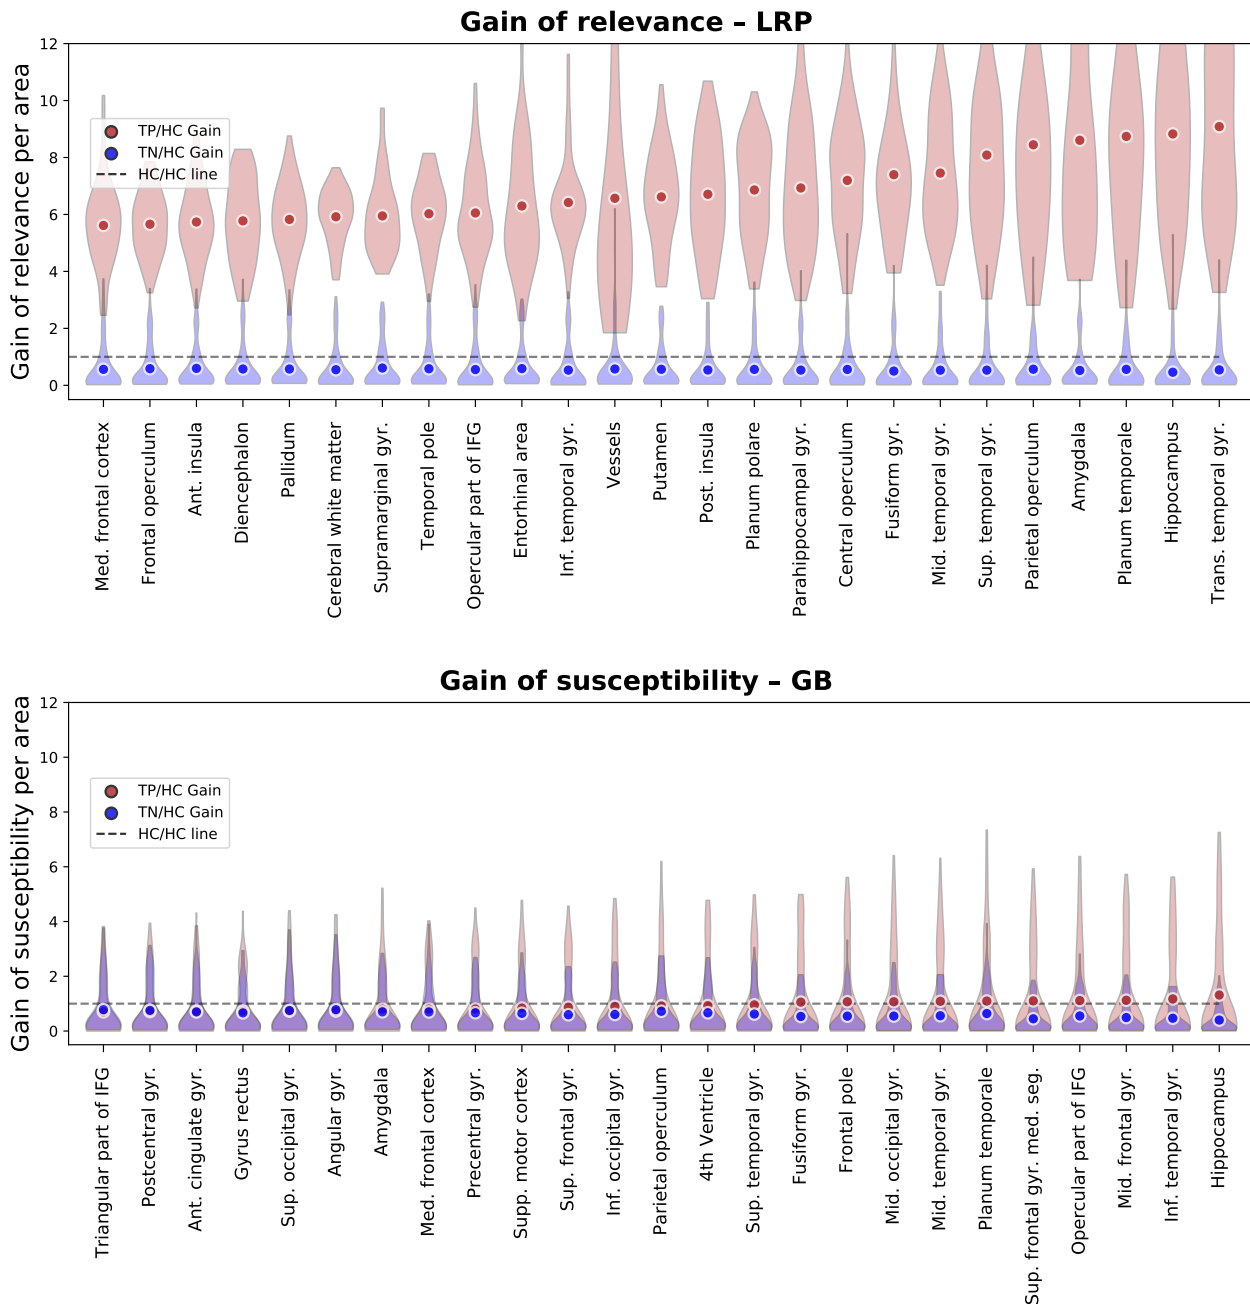 Gain of relevance – LRP
Gain of relevance per area
12
10
8
6
4
2
0
TP/HC Gain
TN/HC Gain
HC/HC line
Med. frontal cortex
Frontal operculum
Ant. insula
Diencephalon
Pallidum
Cerebral white matter
Supramarginal gyr.
Temporal pole
Opercular part of IFG
Entorhinal area
Inf. temporal gyr.
Vessels
Putamen
Post. insula
Planum polare
Parahippocampal gyr.
Central operculum
Fusiform gyr.
Mid. temporal gyr.
Sup. temporal gyr.
Parietal operculum
Amygdala
Planum temporale
Hippocampus
Trans. temporal gyr.
Gain of susceptibility – GB
Gain of susceptibility per area
12
10
8
6
4
2
0
TP/HC Gain
TN/HC Gain
HC/HC line
Triangular part of IFG
Postcentral gyr.
Ant. cingulate gyr.
Gyrus rectus
Sup. occipital gyr.
Angular gyr.
Amygdala
Med. frontal cortex
Precentral gyr.
Supp. motor cortex
Sup. frontal gyr.
Inf. occipital gyr.
Parietal operculum
4th Ventricle
Sup. temporal gyr.
Fusiform gyr.
Frontal pole
Mid. occipital gyr.
Mid. temporal gyr.
Planum temporale
Sup. frontal gyr. med. seg.
Opercular part of IFG
Mid. frontal gyr.
Inf. temporal gyr.
Hippocampus